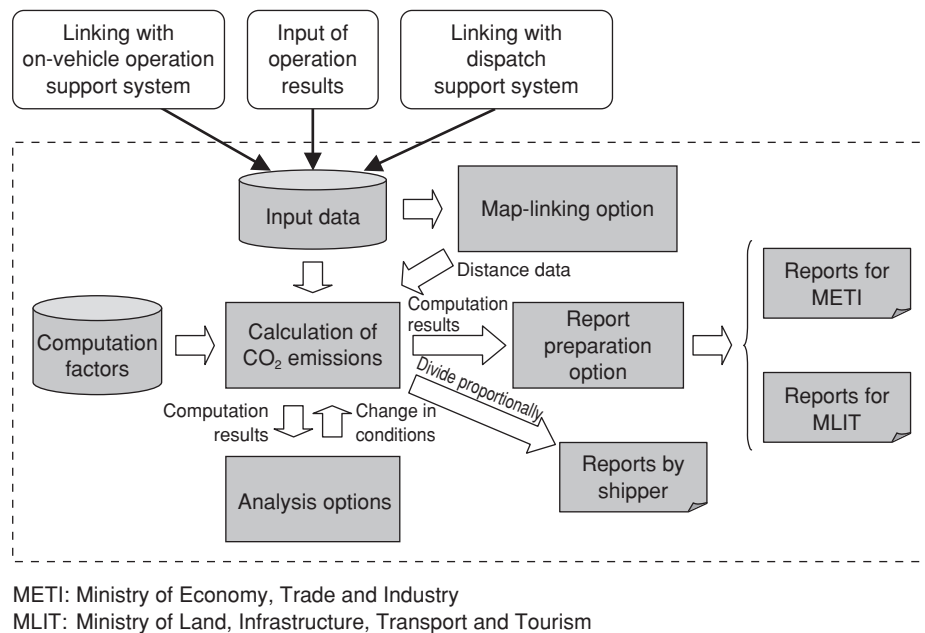 Linking with
on-vehicle operation
support system
Input of
operation
results
Linking with
dispatch
support system
Input data
Map-linking option
Distance data
Computation
factors
Calculation of
CO₂ emissions
Computation
results
Report
preparation
option
Reports for
METI
Reports for
MLIT
Divide proportionally
Computation
results
Change in
conditions
Reports by
shipper
Analysis options
METI: Ministry of Economy, Trade and Industry
MLIT: Ministry of Land, Infrastructure, Transport and Tourism